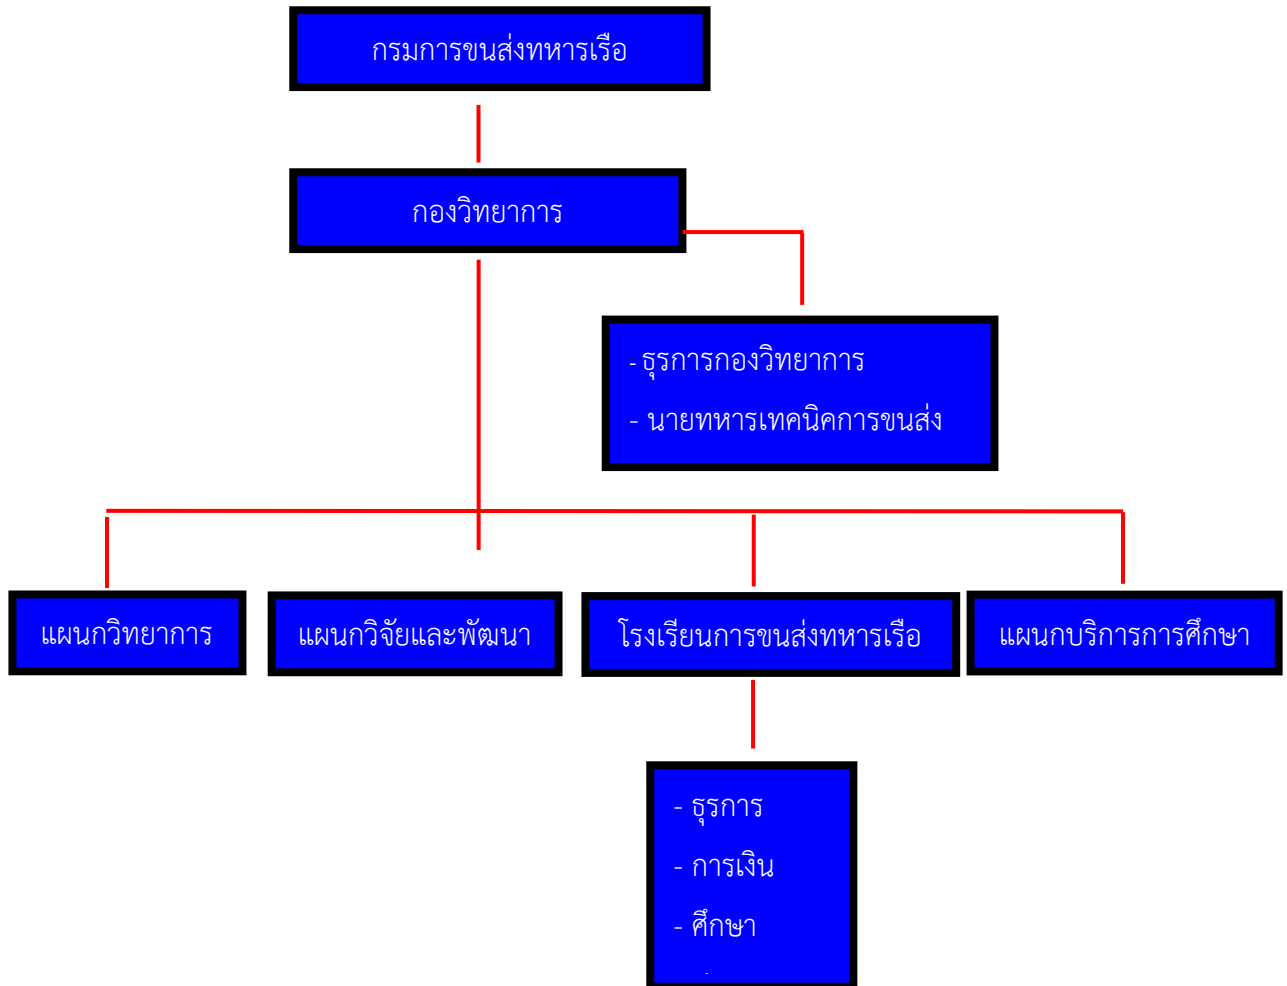 กรมการขนส่งทหารเรือ
กองวิทยาการ
- ธุรการกองวิทยาการ
- นายทหารเทคนิคการขนส่ง
แผนกวิทยาการ
แผนกวิจัยและพัฒนา
โรงเรียนการขนส่งทหารเรือ
แผนกบริการการศึกษา
- ธุรการ
- การเงิน
- ศึกษา